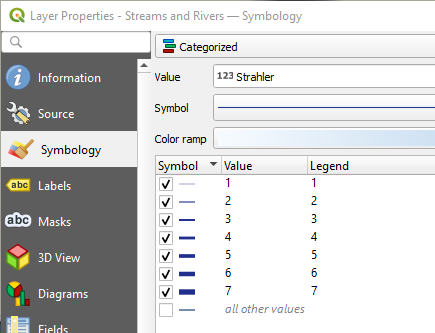 Layer Properties - Streams and Rivers — Symbology
Categorized
Information
Value 123 Strahler
Source
Symbol
Symbology
Color ramp
Symbol Value Legend
abc Labels
1 1
2 2
abc Masks
3 3
4 4
3D View
5 5
6 6
Diagrams
7 7
all other values
Fields